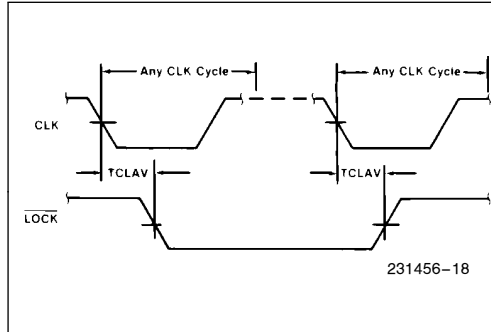 Any CLK Cycle Any CLK Cycle
CLK
TCLAV TCLAV
LOCK
231456–18